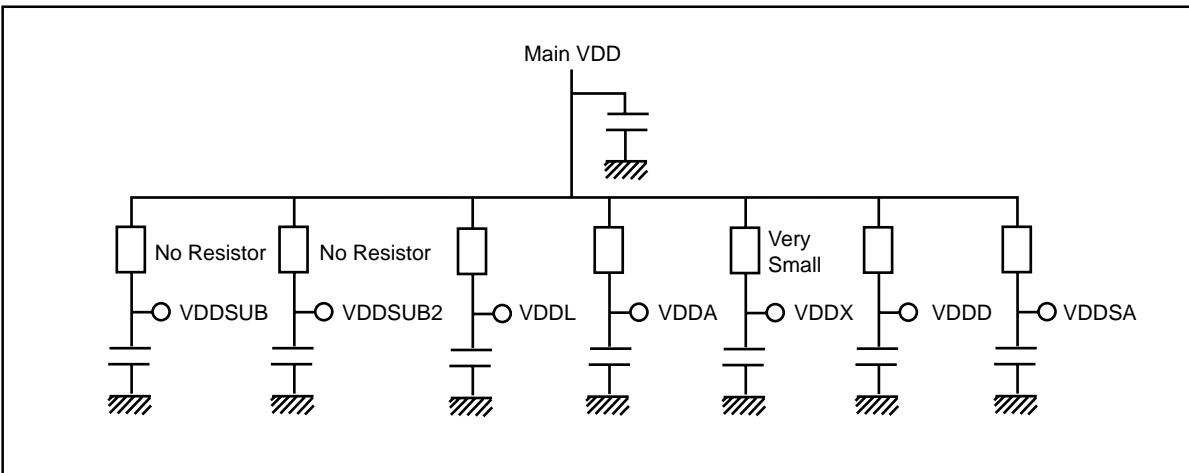 Main VDD
No Resistor
No Resistor
Very
Small
VDDSUB
VDDSUB2
VDDL
VDDA
VDDX
VDDD
VDDSA